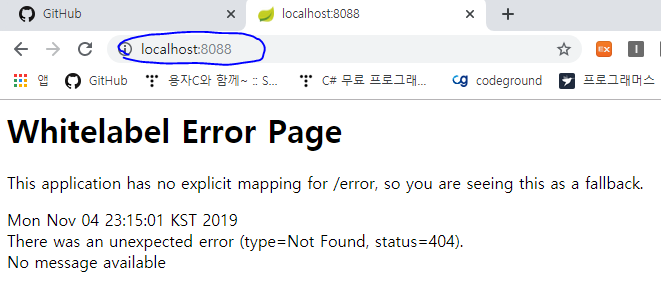 GitHub
localhost:8088
localhost:8088
앱
GitHub
용자C와 함께~ :: S...
C# 무료 프로그래...
codeground
프로그래머스
Whitelabel Error Page
This application has no explicit mapping for /error, so you are seeing this as a fallback.
Mon Nov 04 23:15:01 KST 2019
There was an unexpected error (type=Not Found, status=404).
No message available